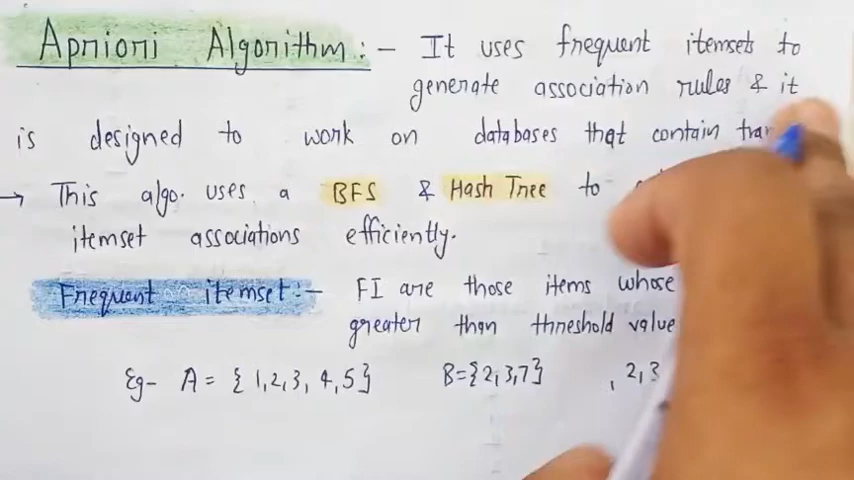 Apriori Algorithm :- It uses frequent itemsets to
generate association rules & it
is designed to work on databases that contain
→ This algo. uses a BFS & Hash Tree to
itemset associations efficiently.
Frequent itemset:- FI are those items whose
greater than threshold value
Eg- A = {1,2,3, 4,5} B={2,3,7} , 2,3